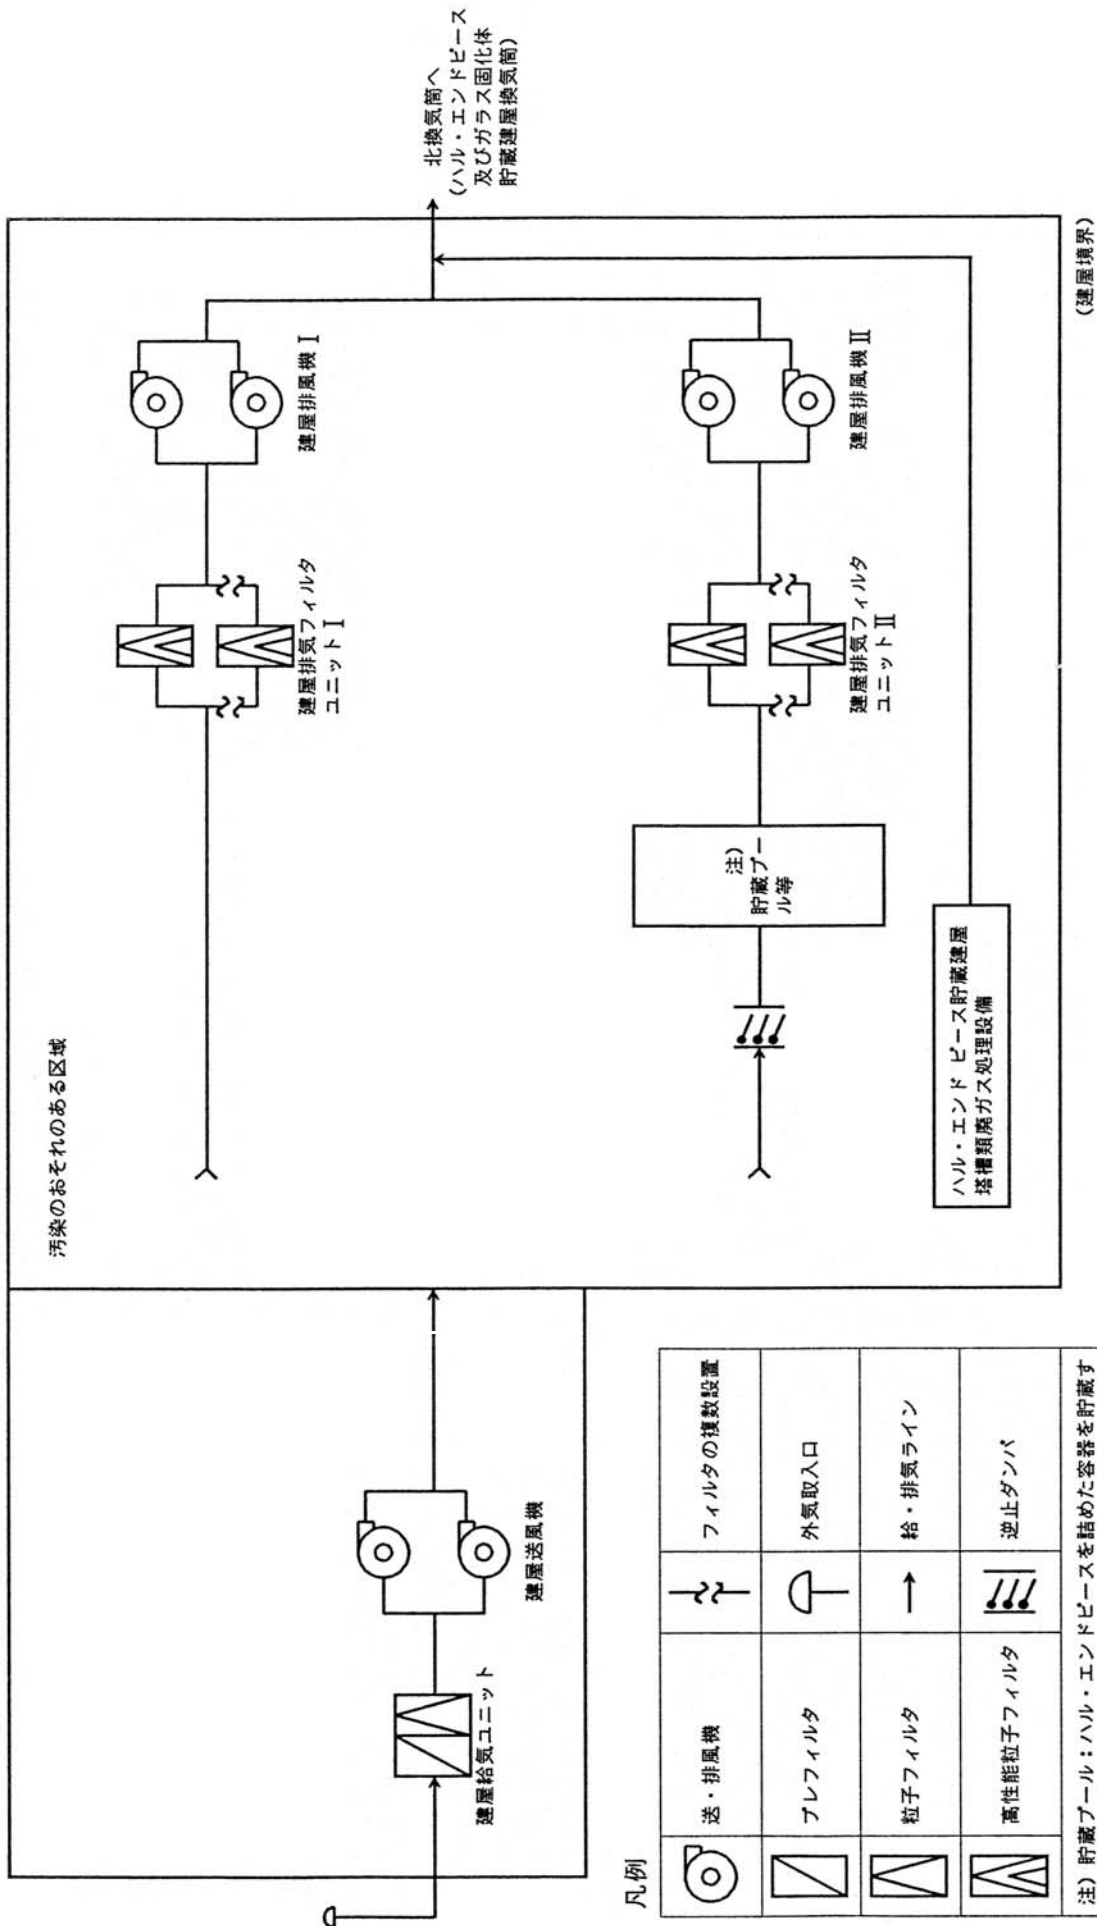 汚染のおそれのある区域
建屋給気ユニット
建屋送風機
建屋排気フィルタ
ユニットⅠ
建屋排風機Ⅰ
注)
貯蔵プー
ル等
建屋排気フィルタ
ユニットⅡ
建屋排風機Ⅱ
ハル・エンド ピース貯蔵建屋
塔槽類廃ガス処理設備
北換気筒へ
(ハル・エンドピース
及びガラス固化体
貯蔵建屋換気筒)
(建屋境界)
凡例
送・排風機
フィルタの複数設置
プレフィルタ
外気取入口
粒子フィルタ
給・排気ライン
高性能粒子フィルタ
逆止ダンパ
注) 貯蔵プール:ハル・エンドピースを詰めた容器を貯蔵す